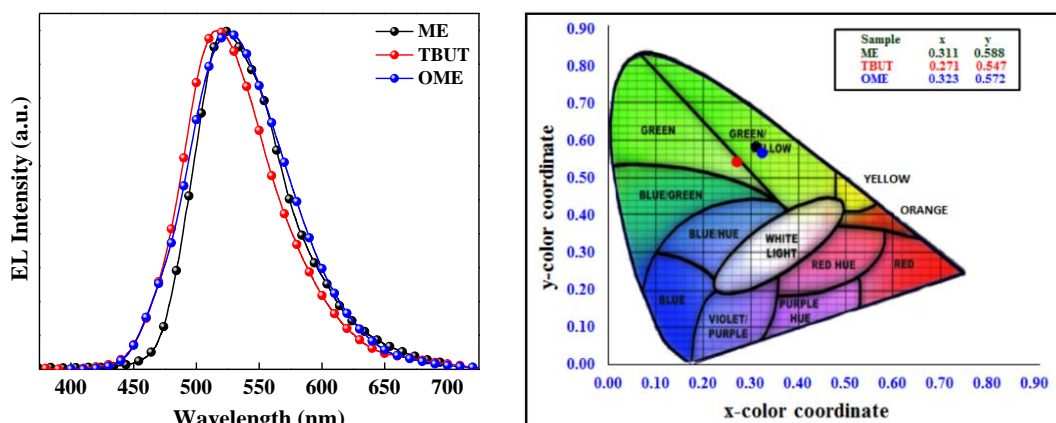 ME
TBUT
OME
EL Intensity (a.u.)
400 450 500 550 600 650 700
Wavelength (nm)
Sample x y
ME 0.311 0.588
TBUT 0.271 0.547
OME 0.323 0.572
y-color coordinate
0.90
0.80
0.70
0.60
0.50
0.40
0.30
0.20
0.10
0.00
GREEN
GREEN/
YELLOW
BLUE/GREEN
ORANGE
BLUE/HUE
WHITE
LIGHT
RED HUE
RED
BLUE
PURPLE
HUE
VIOLET/
PURPLE
0.00 0.10 0.20 0.30 0.40 0.50 0.60 0.70 0.80 0.90
x-color coordinate